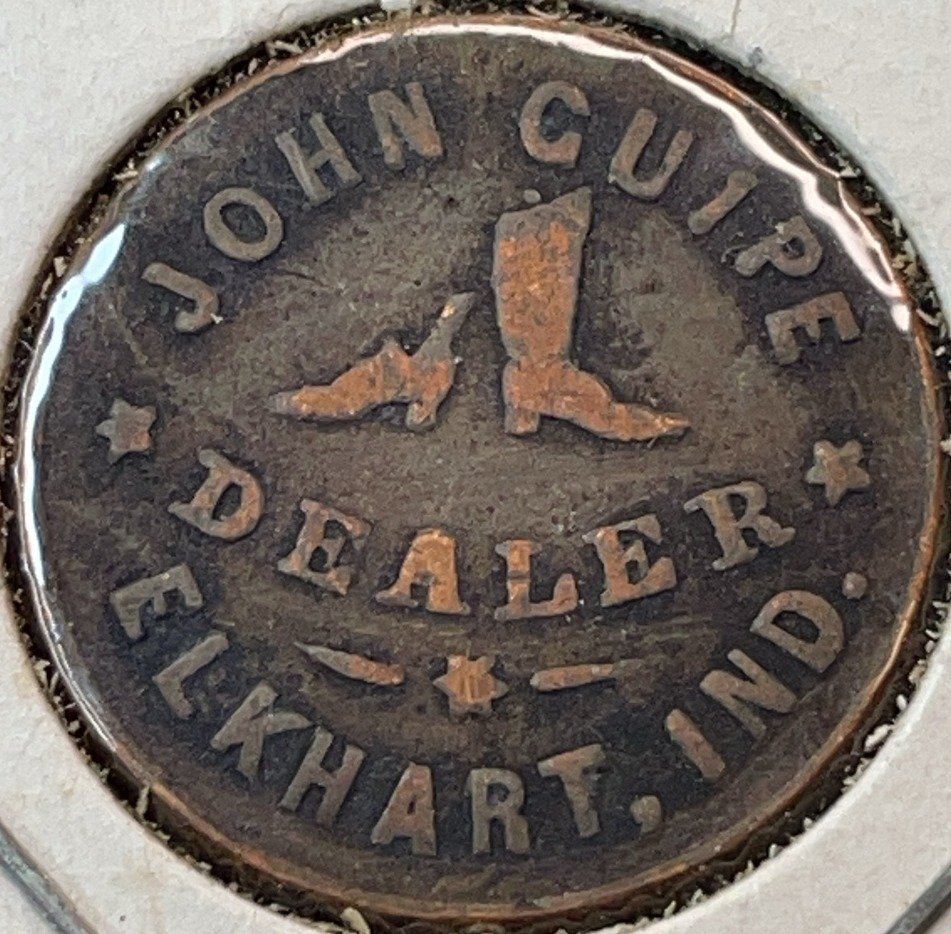 JOHN CUIPE
DEALER
ELKHART, IND.